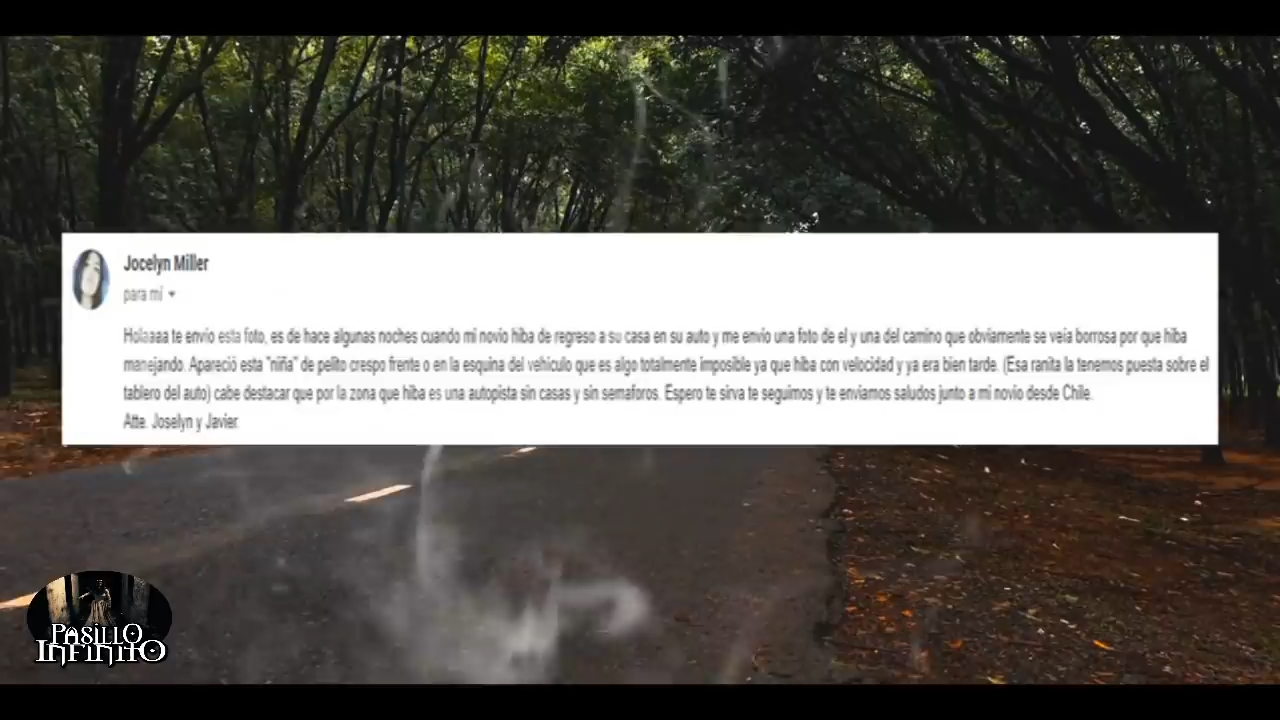 Jocelyn Miller
para mí
Holaaaa te envio esta foto, es de hace algunas noches cuando mi novio hiba de regreso a su casa en su auto y me envio una foto de el y una del camino que obviamente se veia borrosa por que hiba
manejando. Apareció esta "niña" de pelito crespo frente o en la esquina del vehiculo que es algo totalmente imposible ya que hiba con velocidad y ya era bien tarde. (Esa ranita la tenemos puesta sobre el
tablero del auto) cabe destacar que por la zona que hiba es una autopista sin casas y sin semaforos. Espero te sirva te seguimos y te enviamos saludos junto a mi novio desde Chile.
Atte. Joselyn y Javier.
PASILLO
INFINITO